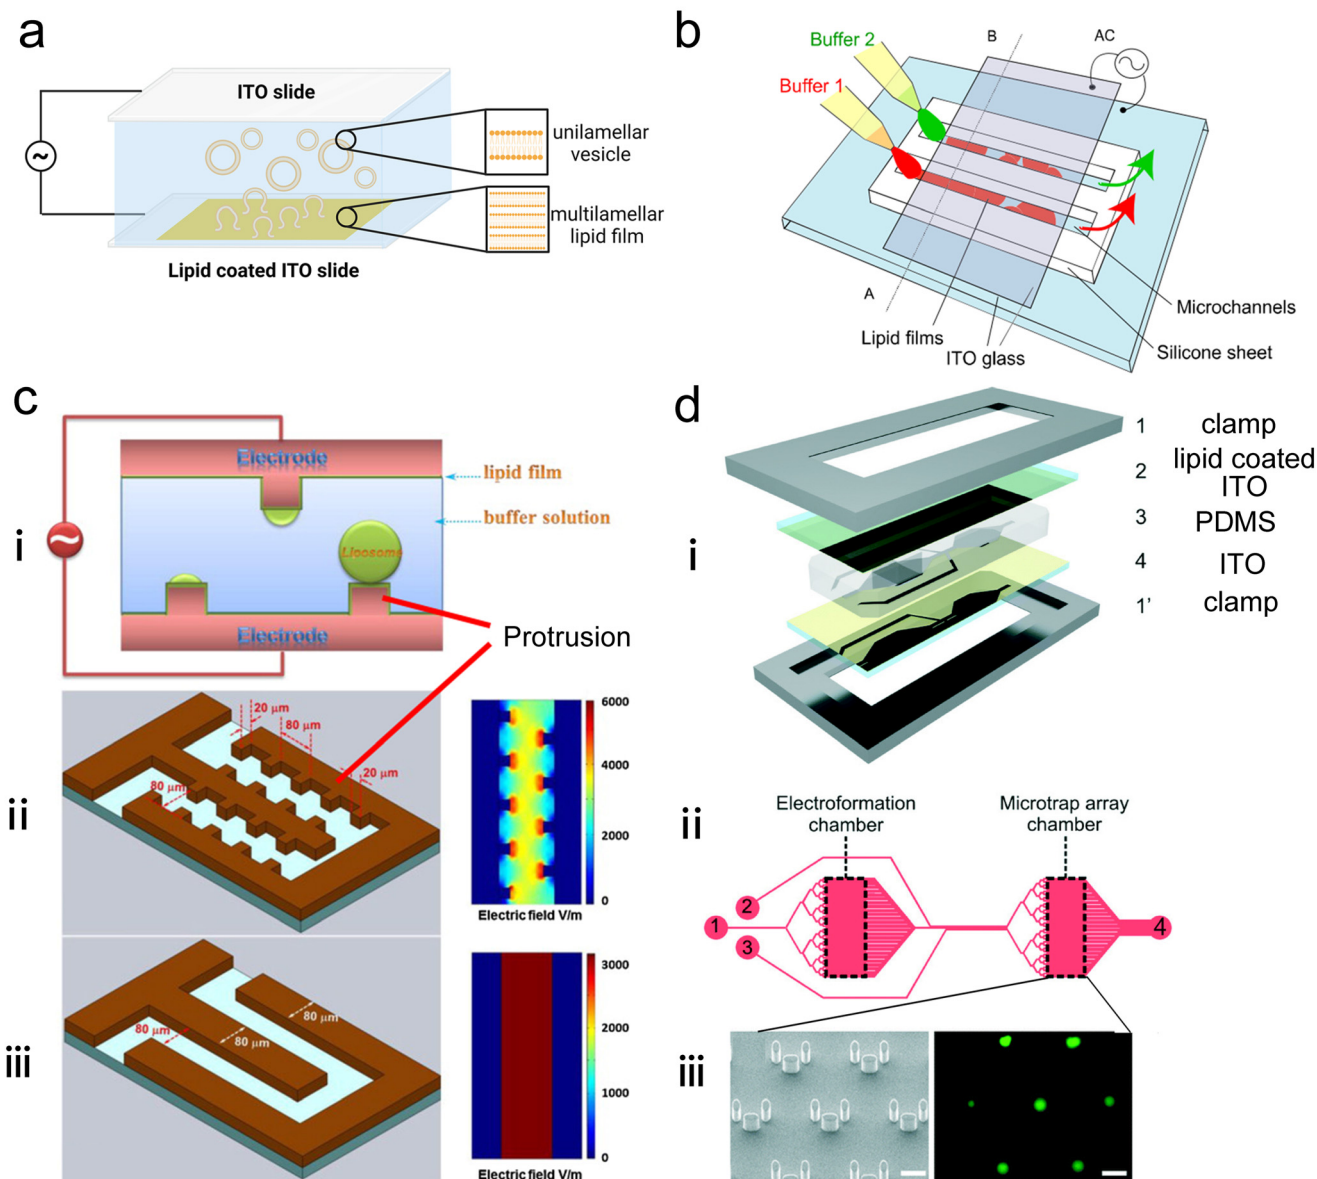 a
ITO slide
~
unilamellar
vesicle
multilamellar
lipid film
Lipid coated ITO slide
b
Buffer 2
Buffer 1
B
AC
A
Microchannels
Lipid films
Silicone sheet
ITO glass
c
i
Electrode
lipid film
buffer solution
Liposome
Electrode
Protrusion
ii
20 μm
80 μm
20 μm
80 μm
6000
4000
2000
0
Electric field V/m
iii
80 μm
80 μm
80 μm
3000
2000
1000
0
Electric field V/m
d
i
1 clamp
2 lipid coated
ITO
3 PDMS
4 ITO
1' clamp
ii
Electroformation
chamber
Microtrap array
chamber
1
2
3
4
iii